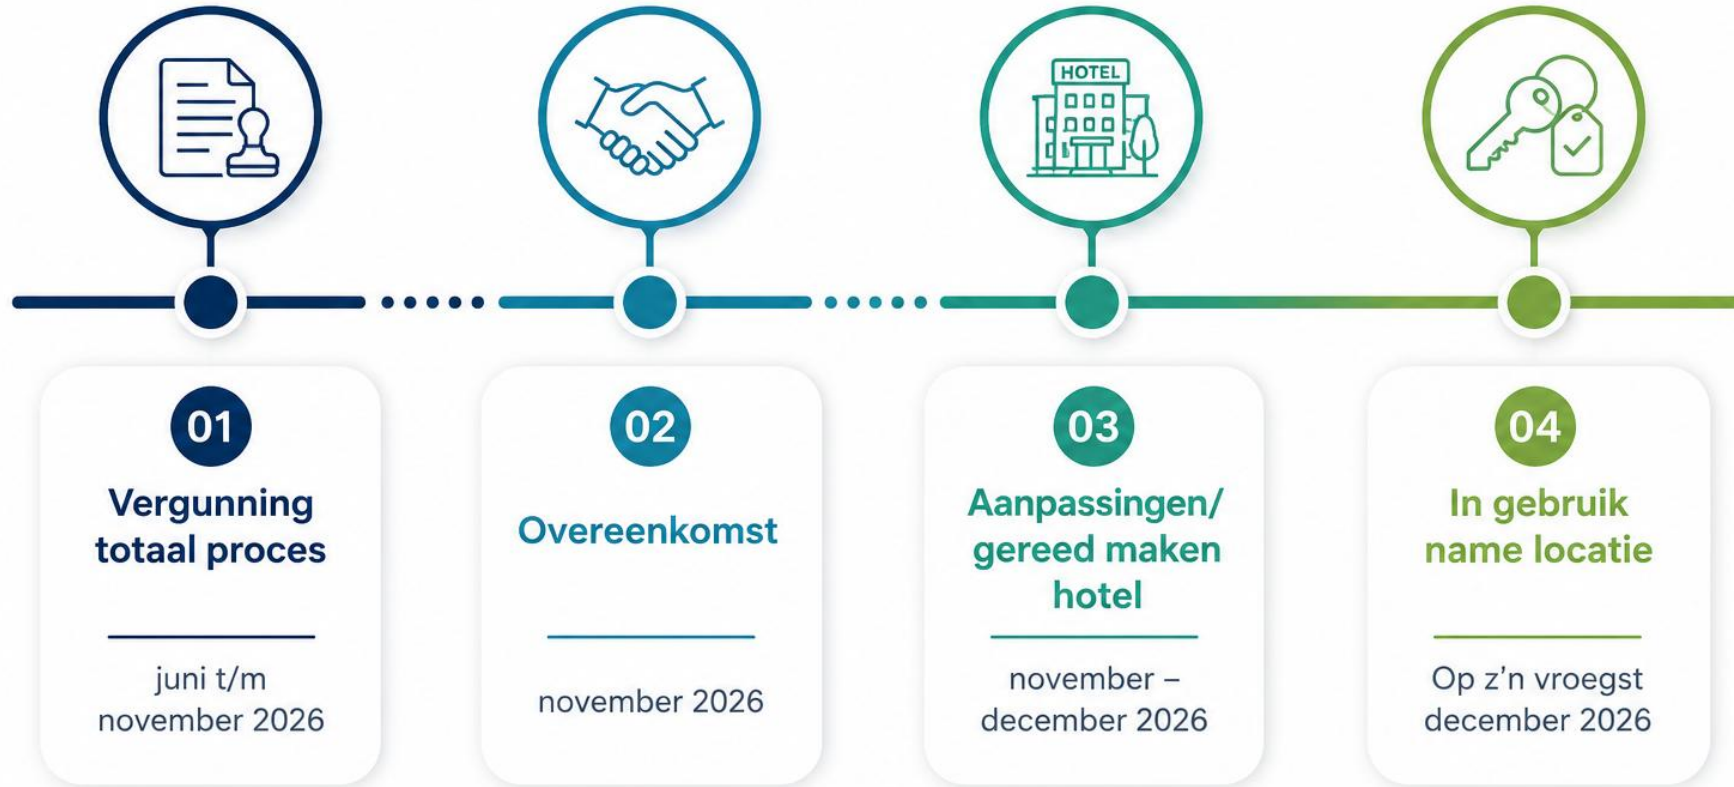 HOTEL
01
Vergunning
totaal proces
juni t/m
november 2026
02
Overeenkomst
november 2026
03
Aanpassingen/
gereed maken
hotel
november –
december 2026
04
In gebruik
name locatie
Op z’n vroegst
december 2026